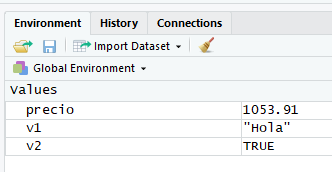 Environment History Connections
Import Dataset
Global Environment
Values
precio 1053.91
v1 "Hola"
v2 TRUE